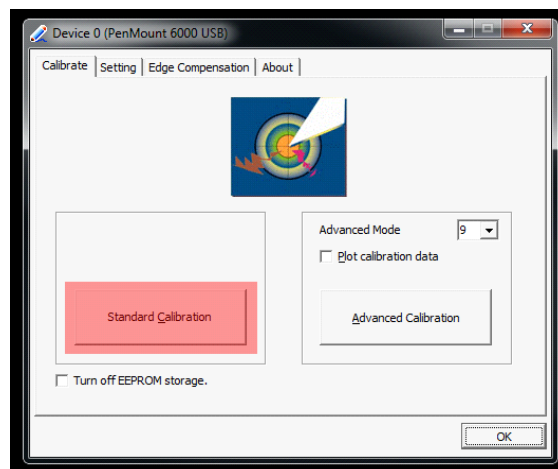 Device 0 (PenMount 6000 USB)
Calibrate Setting Edge Compensation About
Advanced Mode 9
Plot calibration data
Standard Calibration Advanced Calibration
Turn off EEPROM storage.
OK